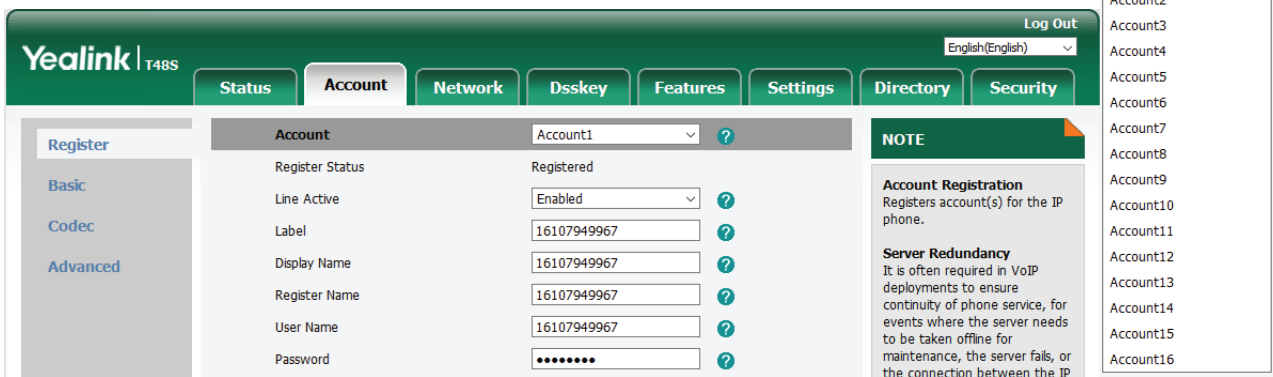 Log Out
Yealink T48S
English(English)
Status Account Network Dsskey Features Settings Directory Security
Register
Basic
Codec
Advanced
Account Account1 ?
Register Status Registered
Line Active Enabled ?
Label 16107949967 ?
Display Name 16107949967 ?
Register Name 16107949967 ?
User Name 16107949967 ?
Password •••••••• ?
NOTE
Account Registration
Registers account(s) for the IP
phone.
Server Redundancy
It is often required in VoIP
deployments to ensure
continuity of phone service, for
events where the server needs
to be taken offline for
maintenance, the server fails, or
the connection between the IP
Account2
Account3
Account4
Account5
Account6
Account7
Account8
Account9
Account10
Account11
Account12
Account13
Account14
Account15
Account16